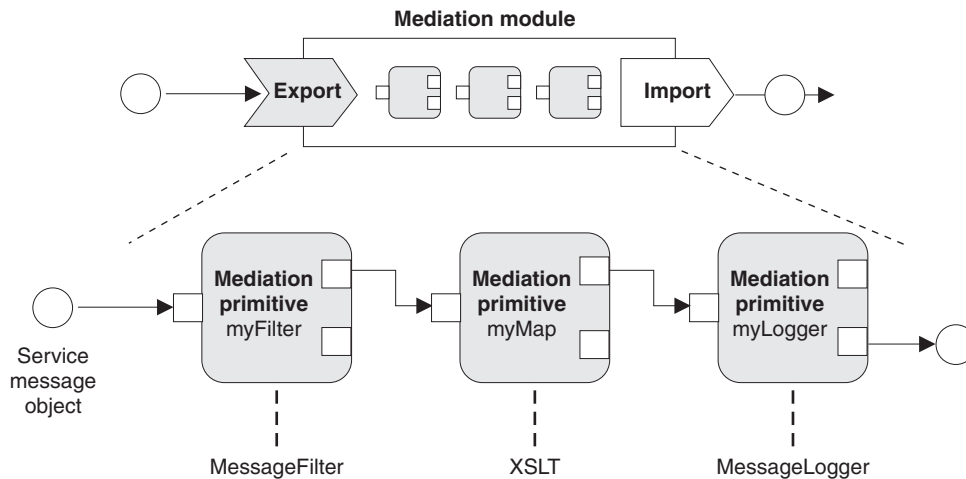 Mediation module
Export
Import
Mediation
primitive
myFilter
Mediation
primitive
myMap
Mediation
primitive
myLogger
Service
message
object
MessageFilter
XSLT
MessageLogger